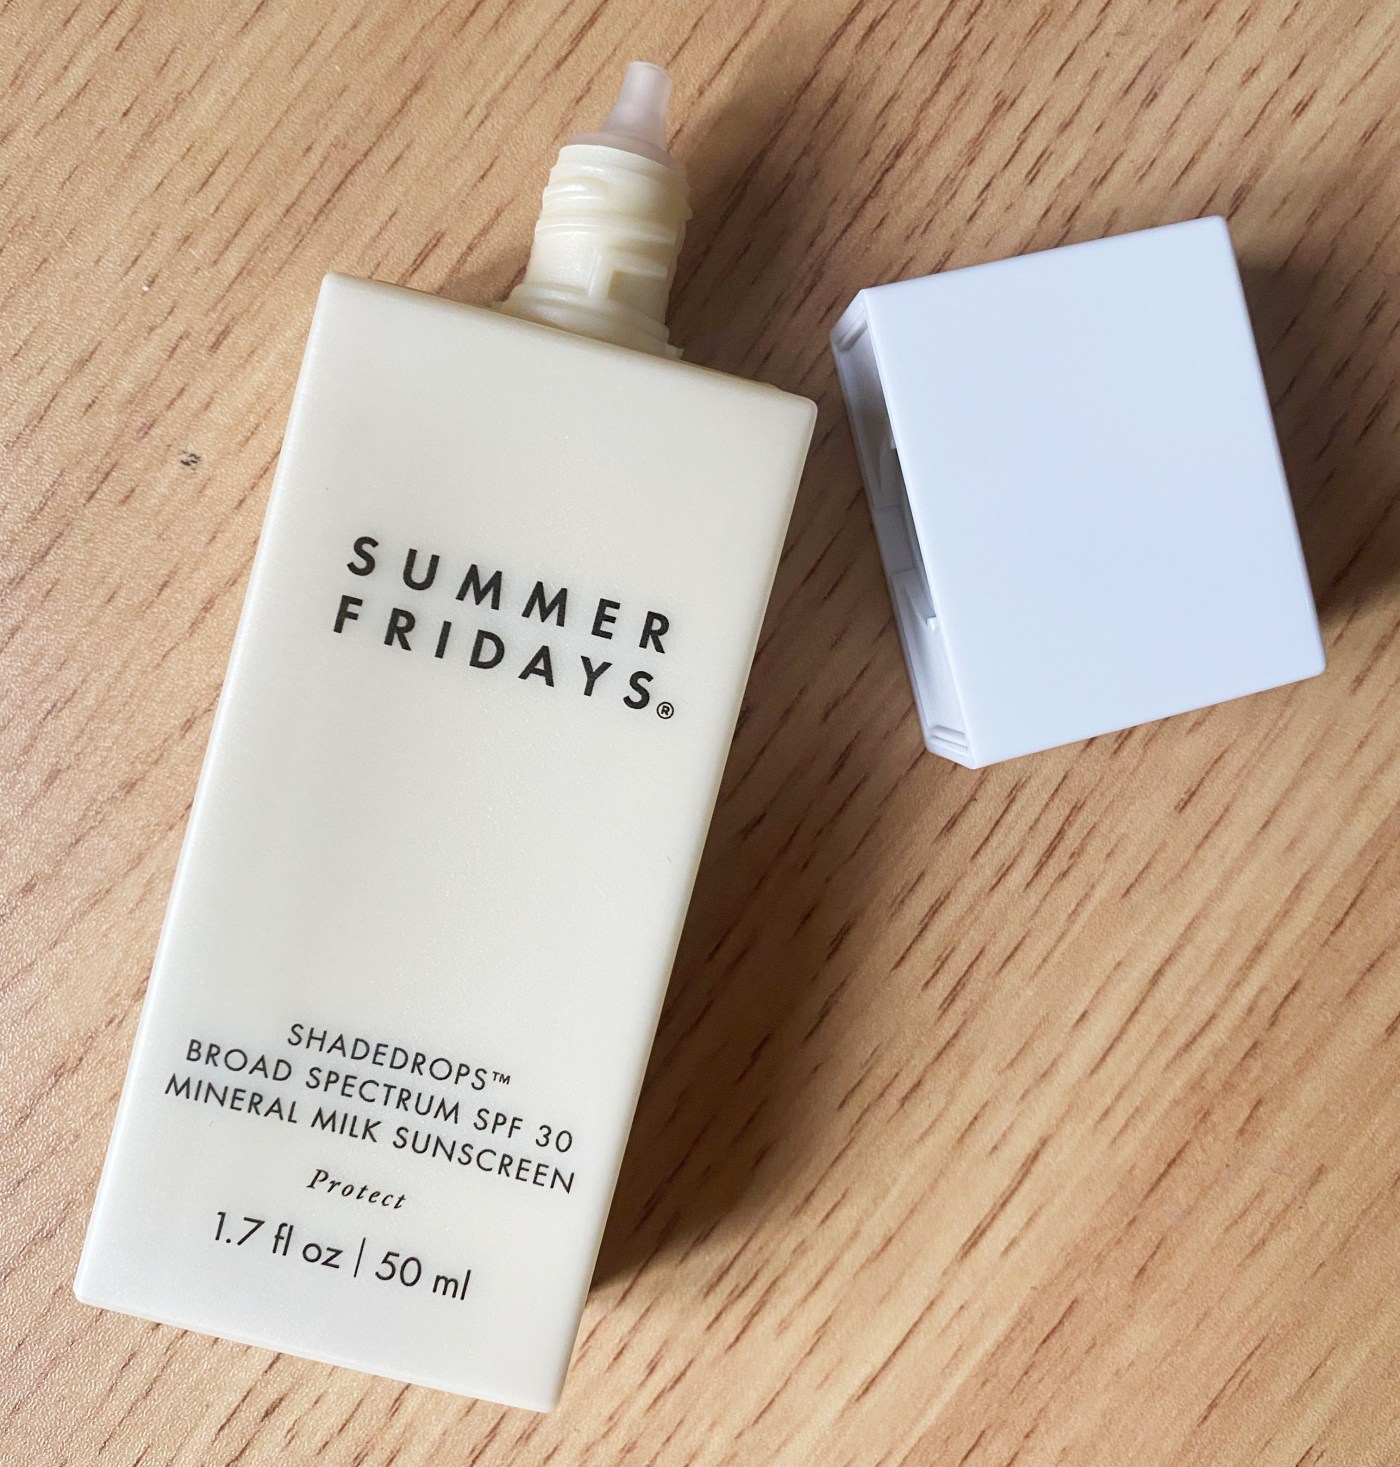 SUMMER
FRIDAYS®
SHADEDROPS™
BROAD SPECTRUM SPF 30
MINERAL MILK SUNSCREEN
Protect
1.7 fl oz | 50 ml